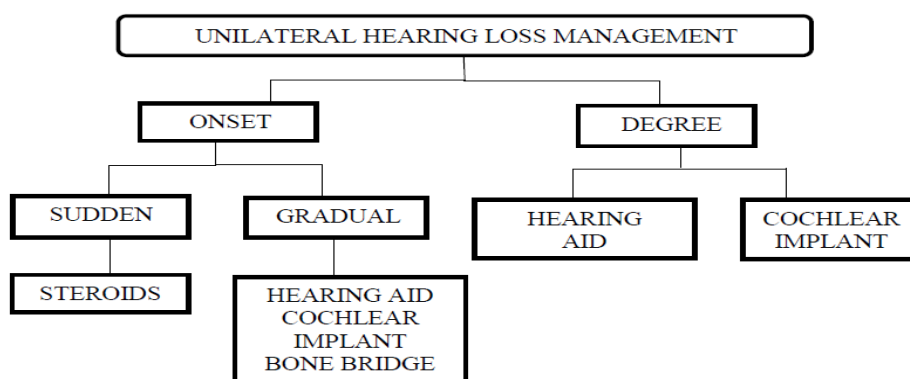 UNILATERAL HEARING LOSS MANAGEMENT
ONSET
DEGREE
SUDDEN
GRADUAL
HEARING
AID
COCHLEAR
IMPLANT
STEROIDS
HEARING AID
COCHLEAR
IMPLANT
BONE BRIDGE